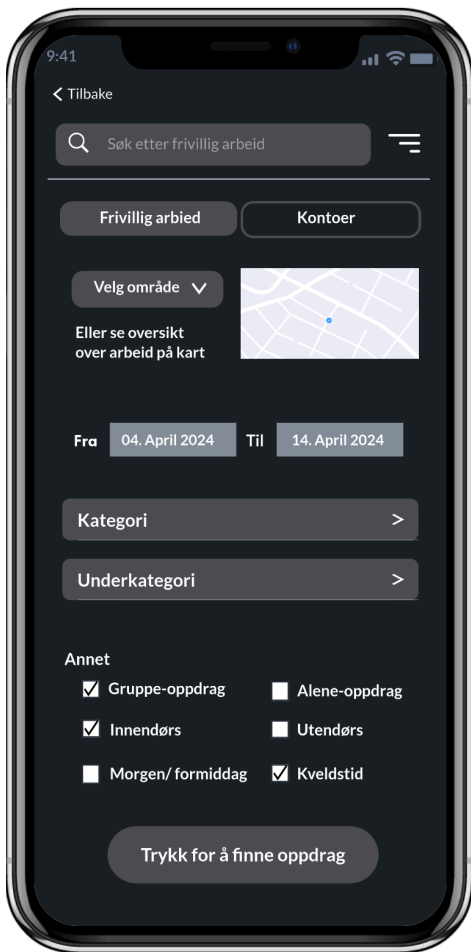 9:41
Tilbake
Søk etter frivillig arbeid
Frivillig arbied
Kontoer
Velg område
Eller se oversikt
over arbeid på kart
Fra 04. April 2024 Til 14. April 2024
Kategori >
Underkategori >
Annet
Gruppe-oppdrag
Alene-oppdrag
Innendørs
Utendørs
Morgen/ formiddag
Kveldstid
Trykk for å finne oppdrag